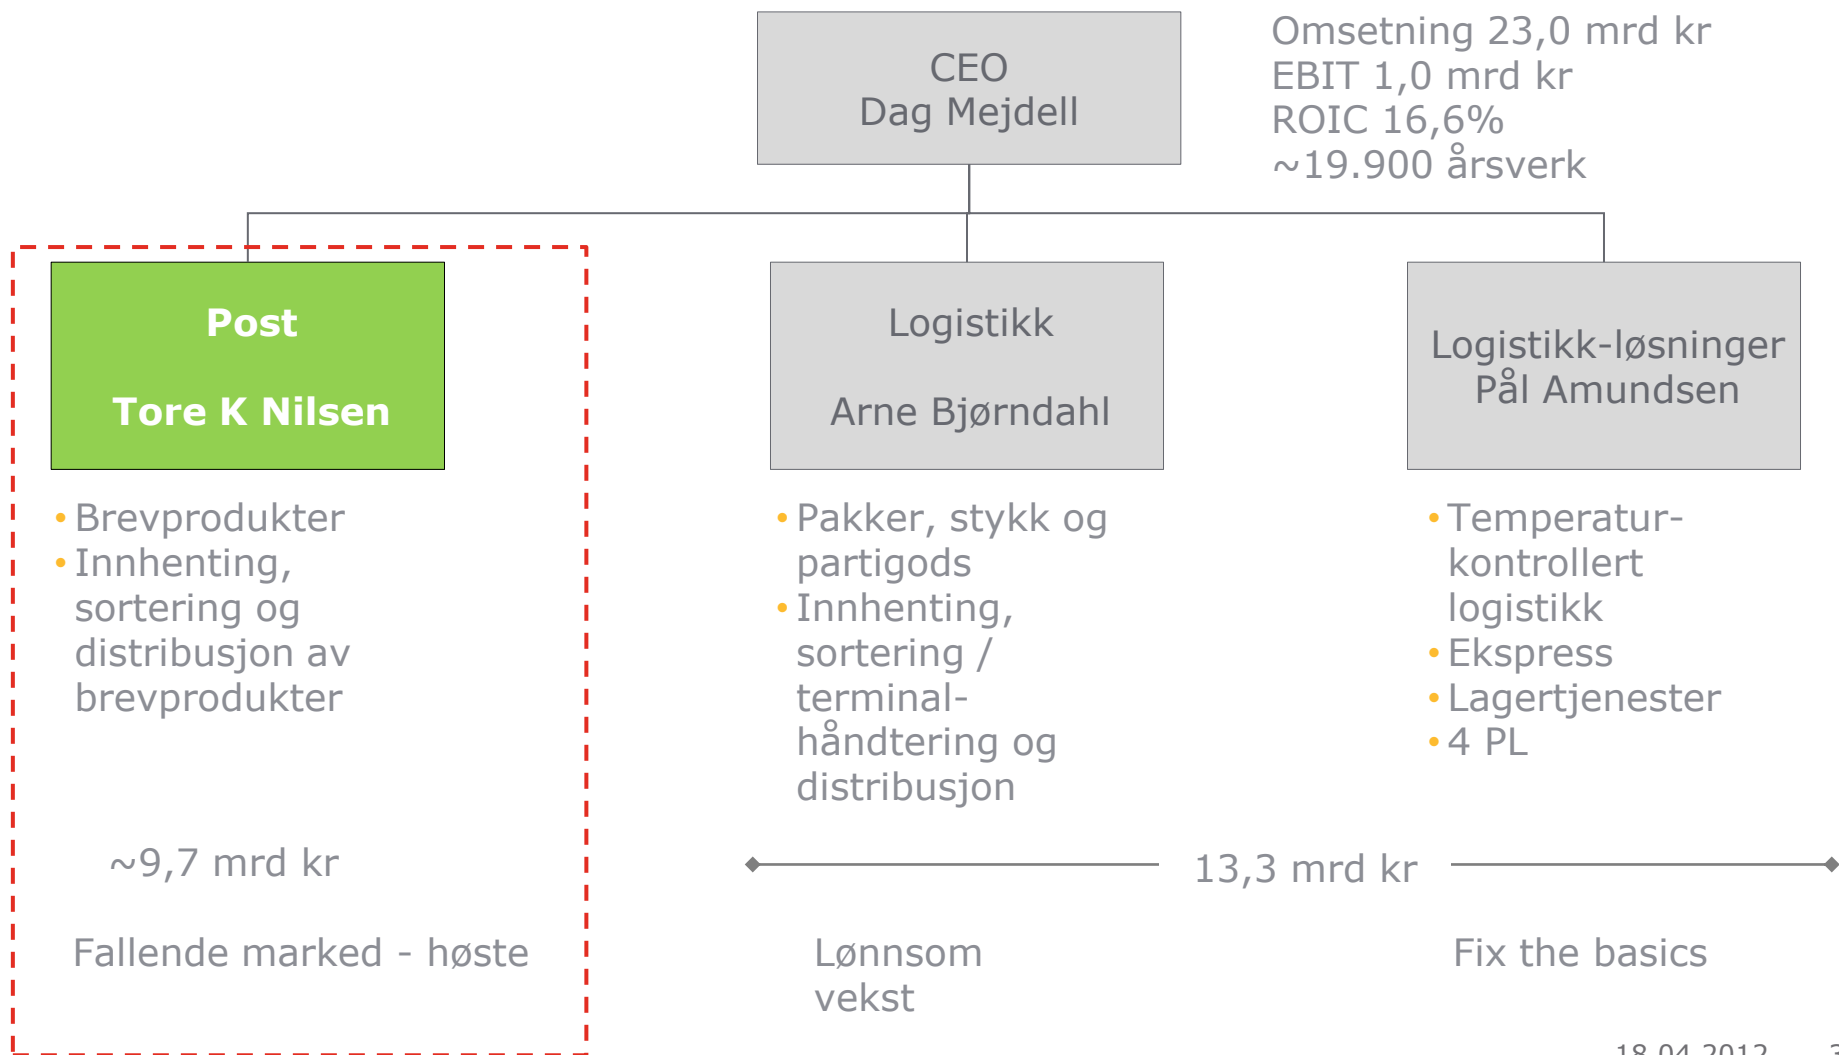 CEO
Dag Mejdell
Omsetning 23,0 mrd kr
EBIT 1,0 mrd kr
ROIC 16,6%
~19.900 årsverk
Post
Tore K Nilsen
Logistikk
Arne Bjørndahl
Logistikk-løsninger
Pål Amundsen
• Brevprodukter
• Innhenting,
sortering og
distribusjon av
brevprodukter
• Pakker, stykk og
partigods
• Innhenting,
sortering /
terminal-
håndtering og
distribusjon
• Temperatur-
kontrollert
logistikk
• Ekspress
• Lagertjenester
• 4 PL
~9,7 mrd kr
13,3 mrd kr
Fallende marked - høste
Lønnsom
vekst
Fix the basics
18.04.2012